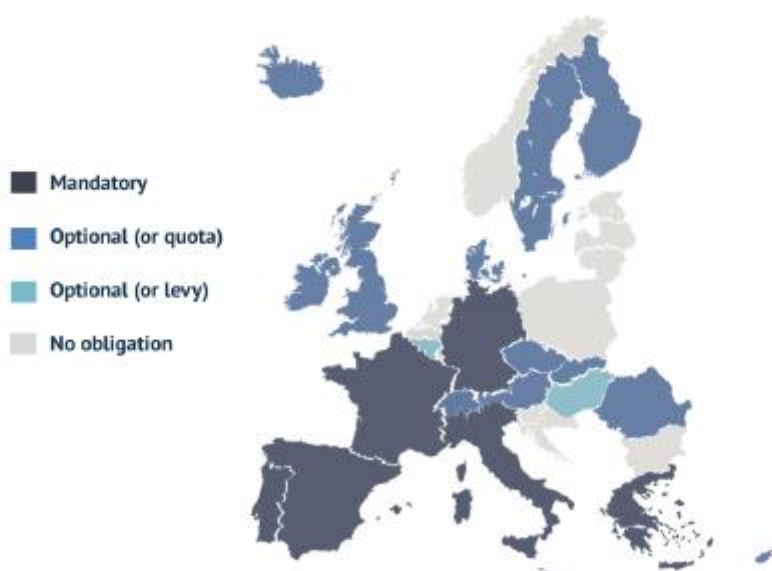 Mandatory
Optional (or quota)
Optional (or levy)
No obligation